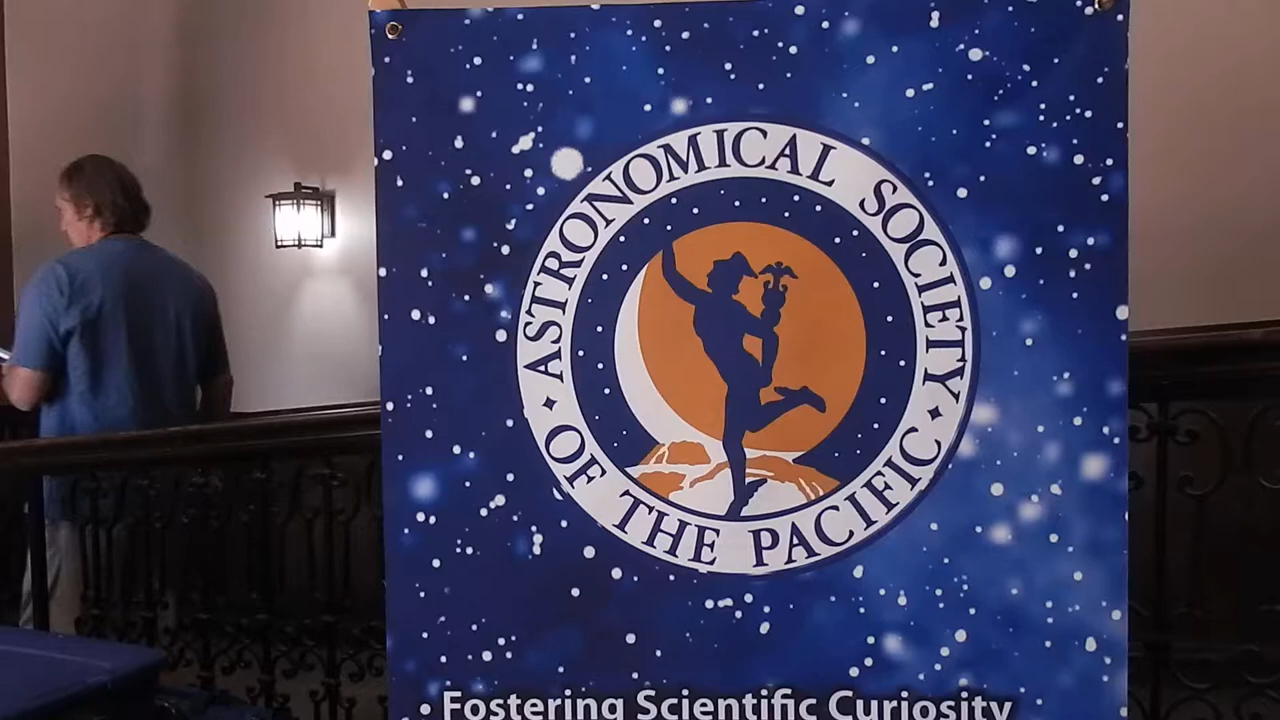 · ASTRONOMICAL SOCIETY ·
OF THE PACIFIC
• Fostering Scientific Curiosity